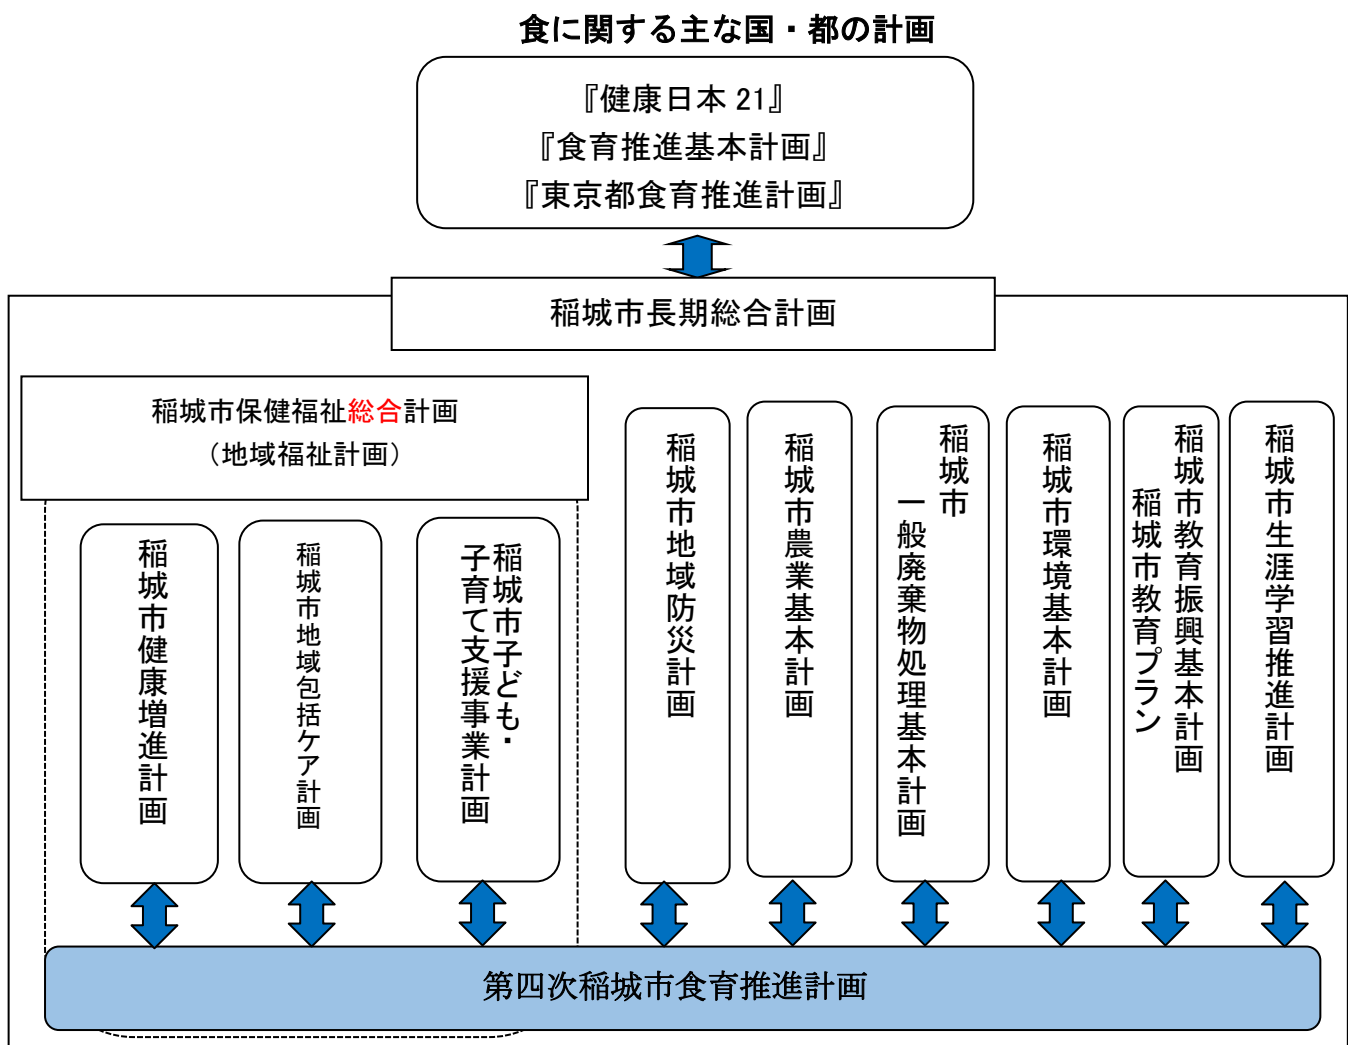 食に関する主な国・都の計画
『健康日本 21』
『食育推進基本計画』
『東京都食育推進計画』
稲城市長期総合計画
稲城市保健福祉総合計画
（地域福祉計画）
稲城市健康増進計画
稲城市地域包括ケア計画
稲城市子ども・
子育て支援事業計画
稲城市地域防災計画
稲城市農業基本計画
稲城市
一般廃棄物処理基本計画
稲城市環境基本計画
稲城市教育振興基本計画
稲城市教育プラン
稲城市生涯学習推進計画
第四次稲城市食育推進計画